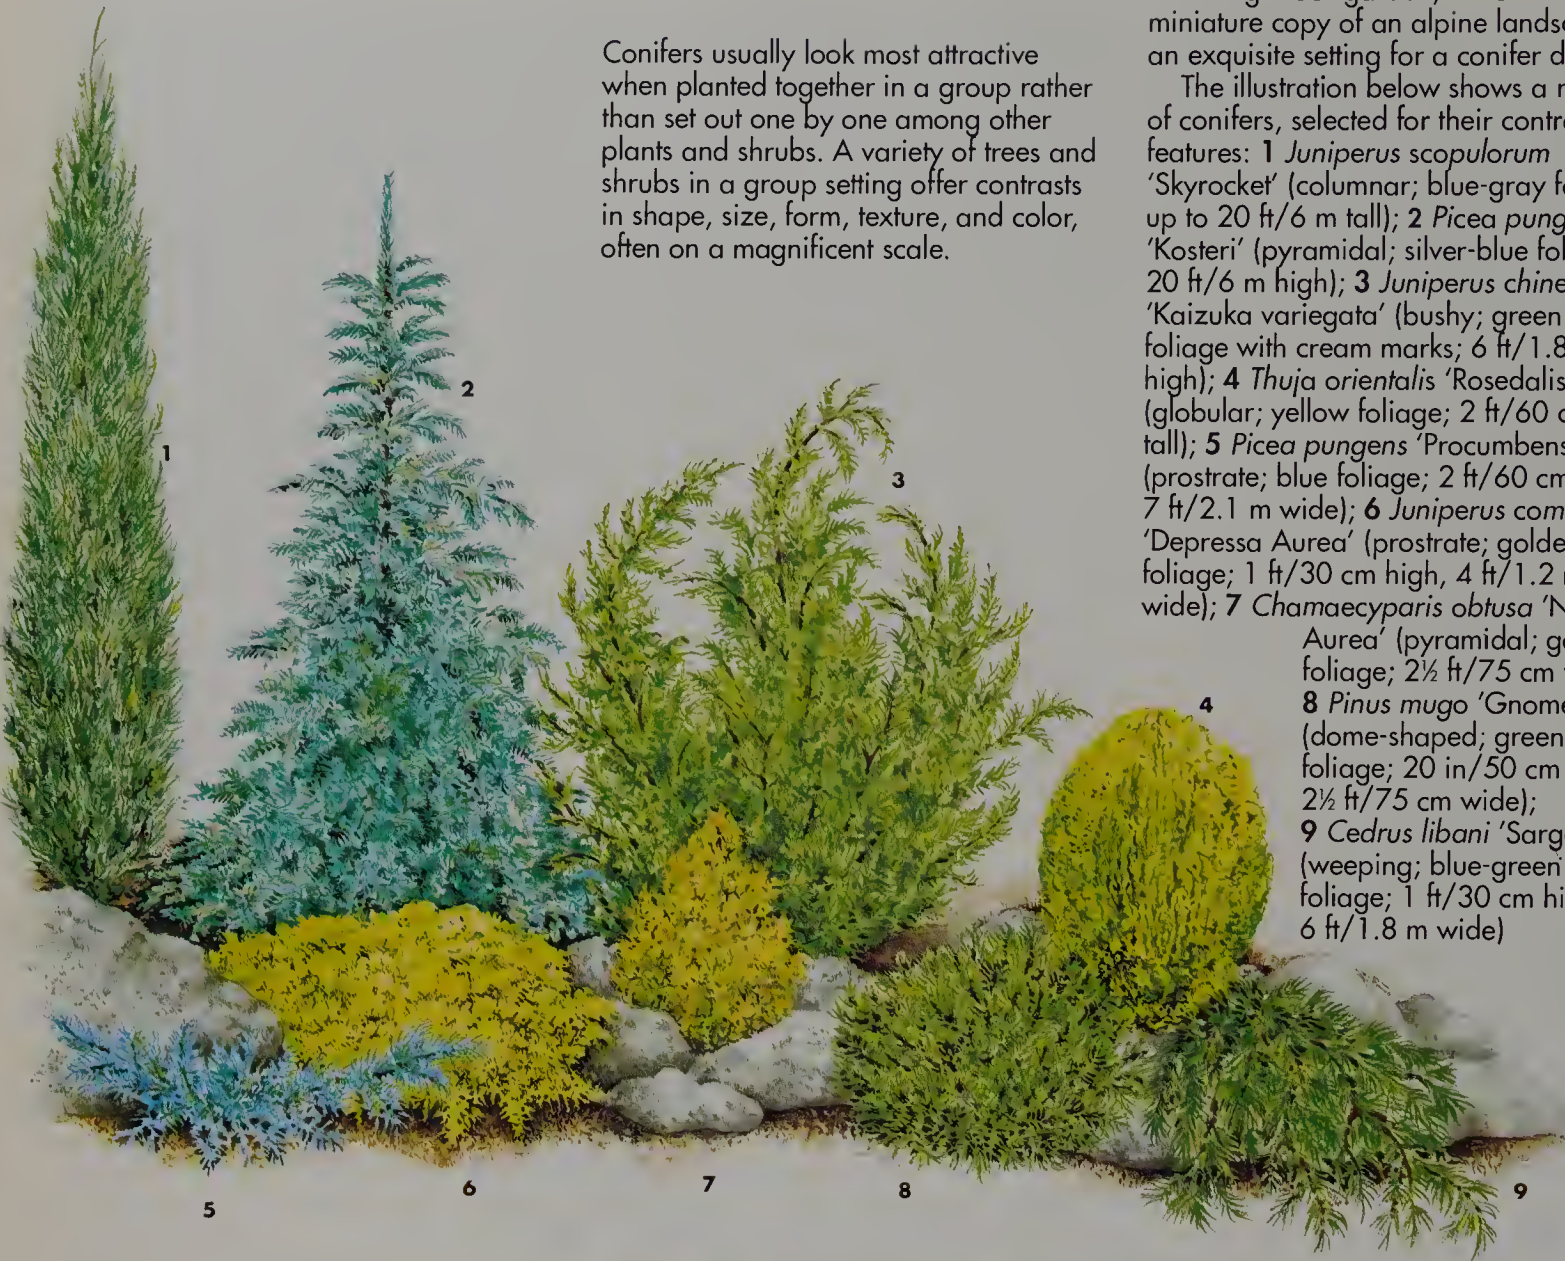 Conifers usually look most attractive
when planted together in a group rather
than set out one by one among other
plants and shrubs. A variety of trees and
shrubs in a group setting offer contrasts
in shape, size, form, texture, and color,
often on a magnificent scale.
miniature copy of an alpine lands
an exquisite setting for a conifer
The illustration below shows a
of conifers, selected for their contr
features: 1 Juniperus scopulorum
'Skyrocket' (columnar; blue-gray fo
up to 20 ft/6 m tall); 2 Picea pung
'Kosteri' (pyramidal; silver-blue fol
20 ft/6 m high); 3 Juniperus chine
'Kaizuka variegata' (bushy; green
foliage with cream marks; 6 ft/1.8
high); 4 Thuja orientalis 'Rosedalis
(globular; yellow foliage; 2 ft/60 c
tall); 5 Picea pungens 'Procumbens
(prostrate; blue foliage; 2 ft/60 cm
7 ft/2.1 m wide); 6 Juniperus com
'Depressa Aurea' (prostrate; golde
foliage; 1 ft/30 cm high, 4 ft/1.2
wide); 7 Chamaecyparis obtusa 'N
Aurea' (pyramidal; go
foliage; 2½ ft/75 cm
8 Pinus mugo 'Gnome
(dome-shaped; green
foliage; 20 in/50 cm
2½ ft/75 cm wide);
9 Cedrus libani 'Sarg
(weeping; blue-green
foliage; 1 ft/30 cm hi
6 ft/1.8 m wide)
1
2
3
4
5
6
7
8
9